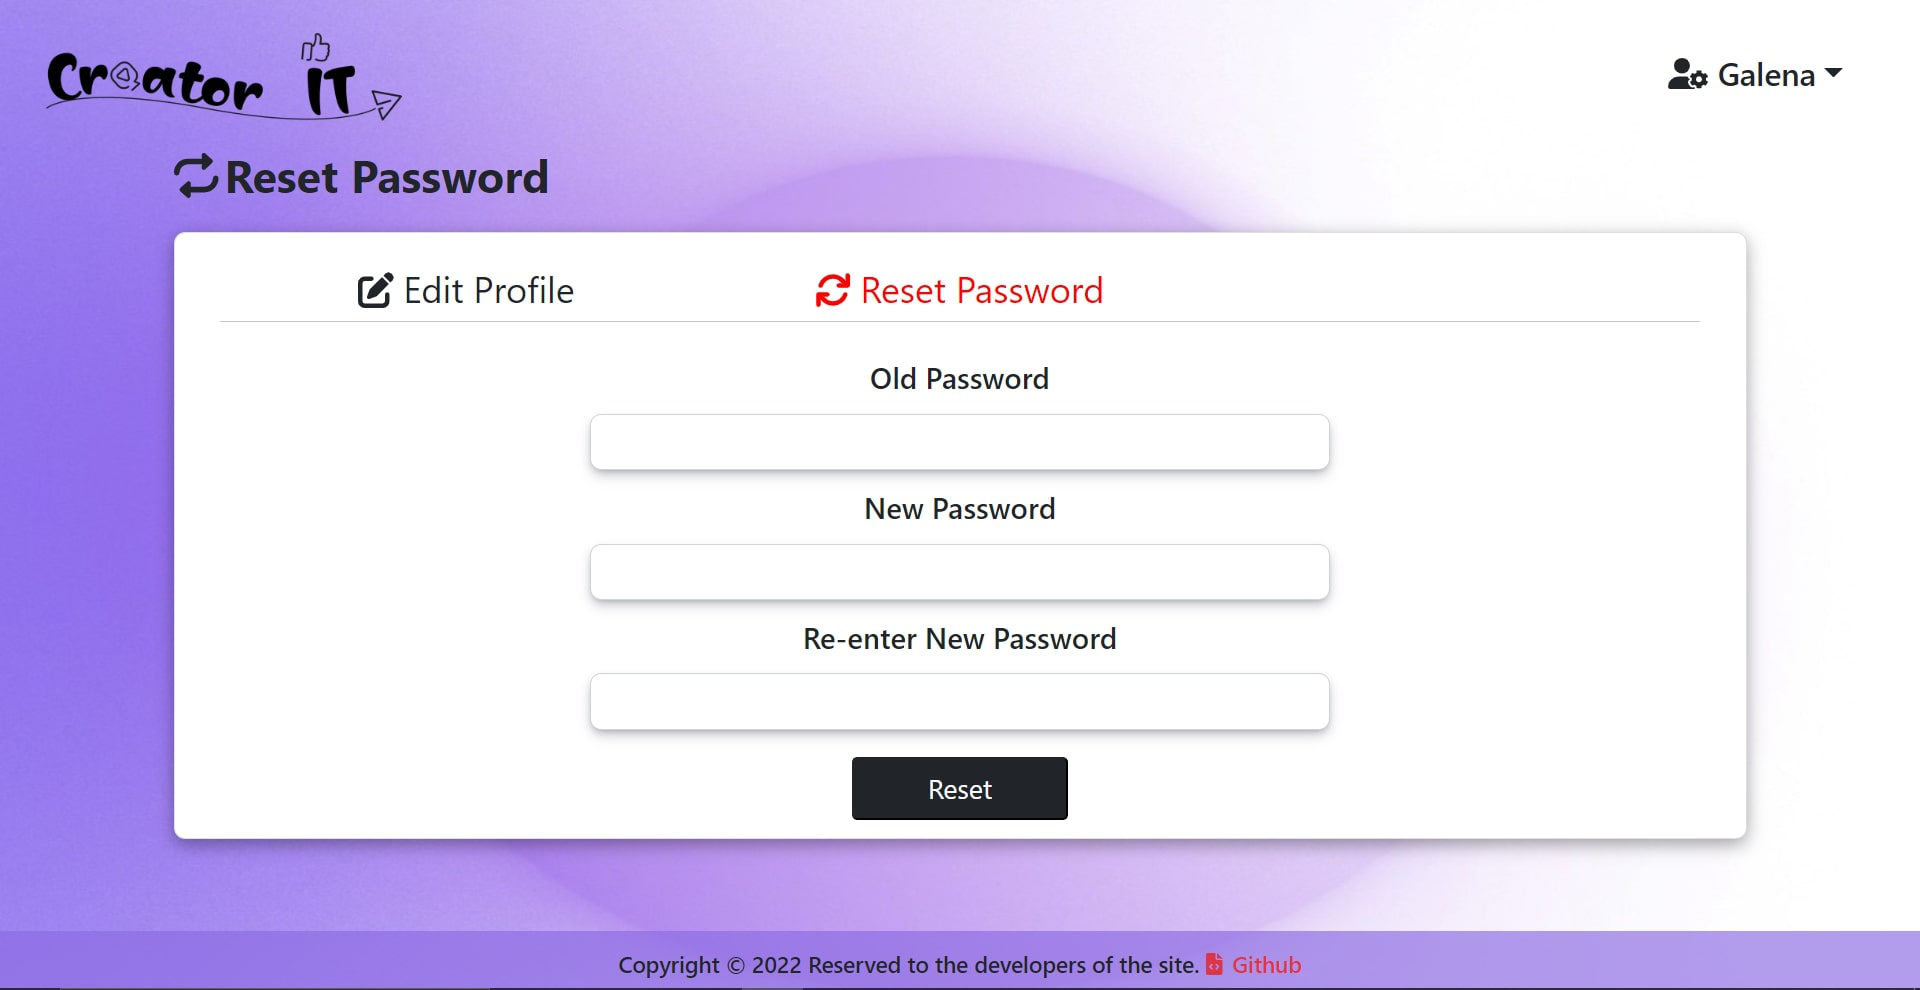 Creator IT
Galena
Reset Password
Edit Profile
Reset Password
Old Password
New Password
Re-enter New Password
Reset
Copyright © 2022 Reserved to the developers of the site. Github